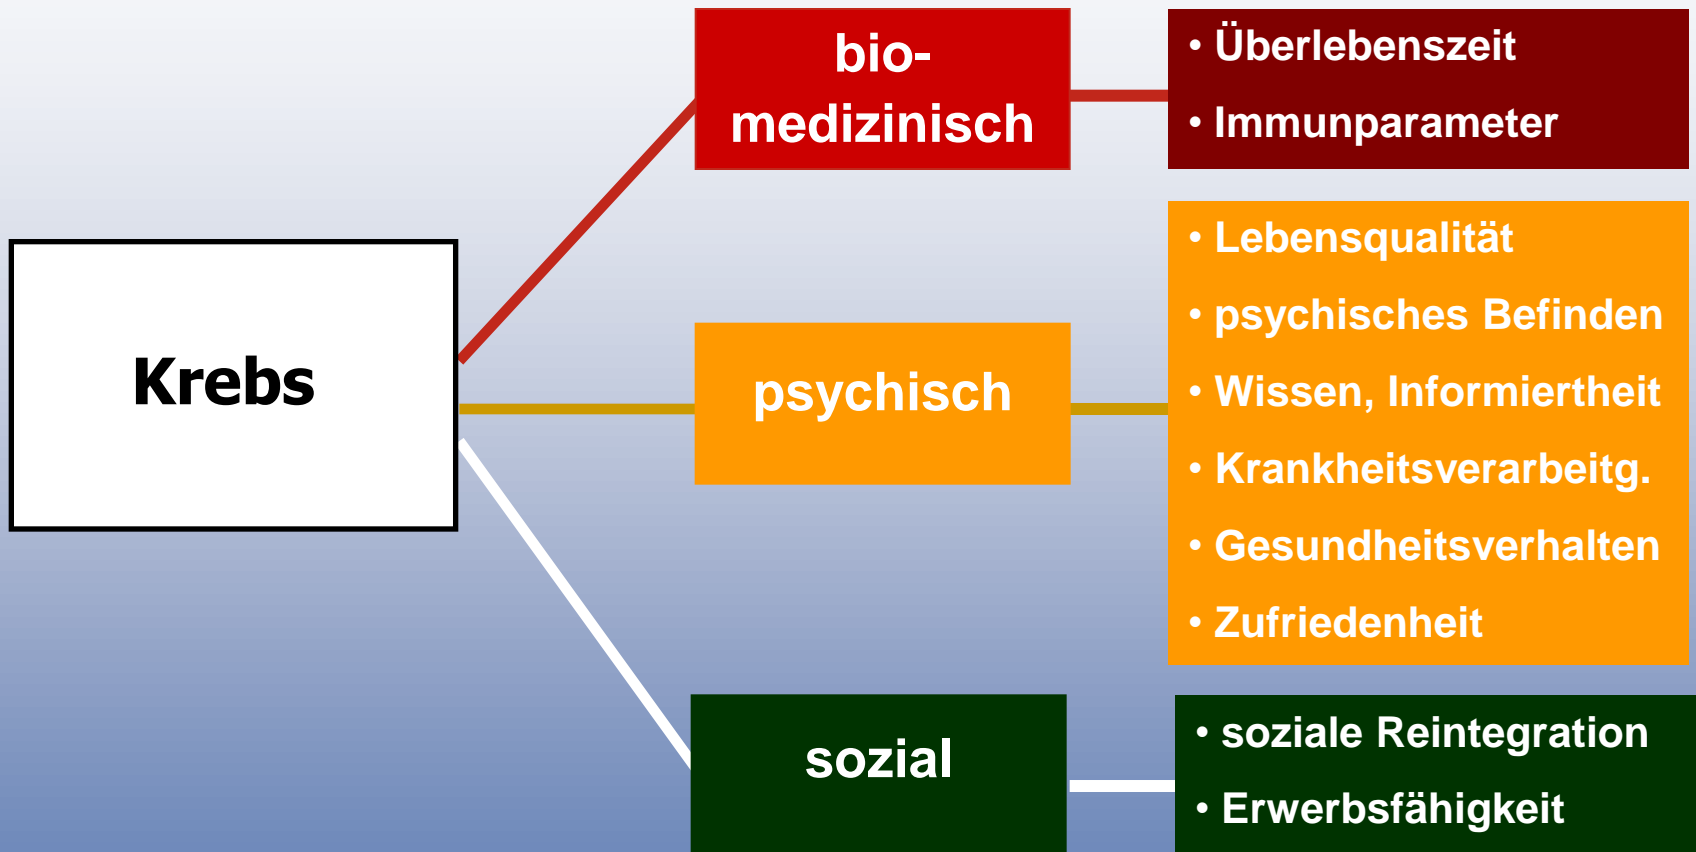 bio-
medizinisch
• Überlebenszeit
• Immunparameter
Krebs
psychisch
• Lebensqualität
• psychisches Befinden
• Wissen, Informiertheit
• Krankheitsverarbeitg.
• Gesundheitsverhalten
• Zufriedenheit
sozial
• soziale Reintegration
• Erwerbsfähigkeit